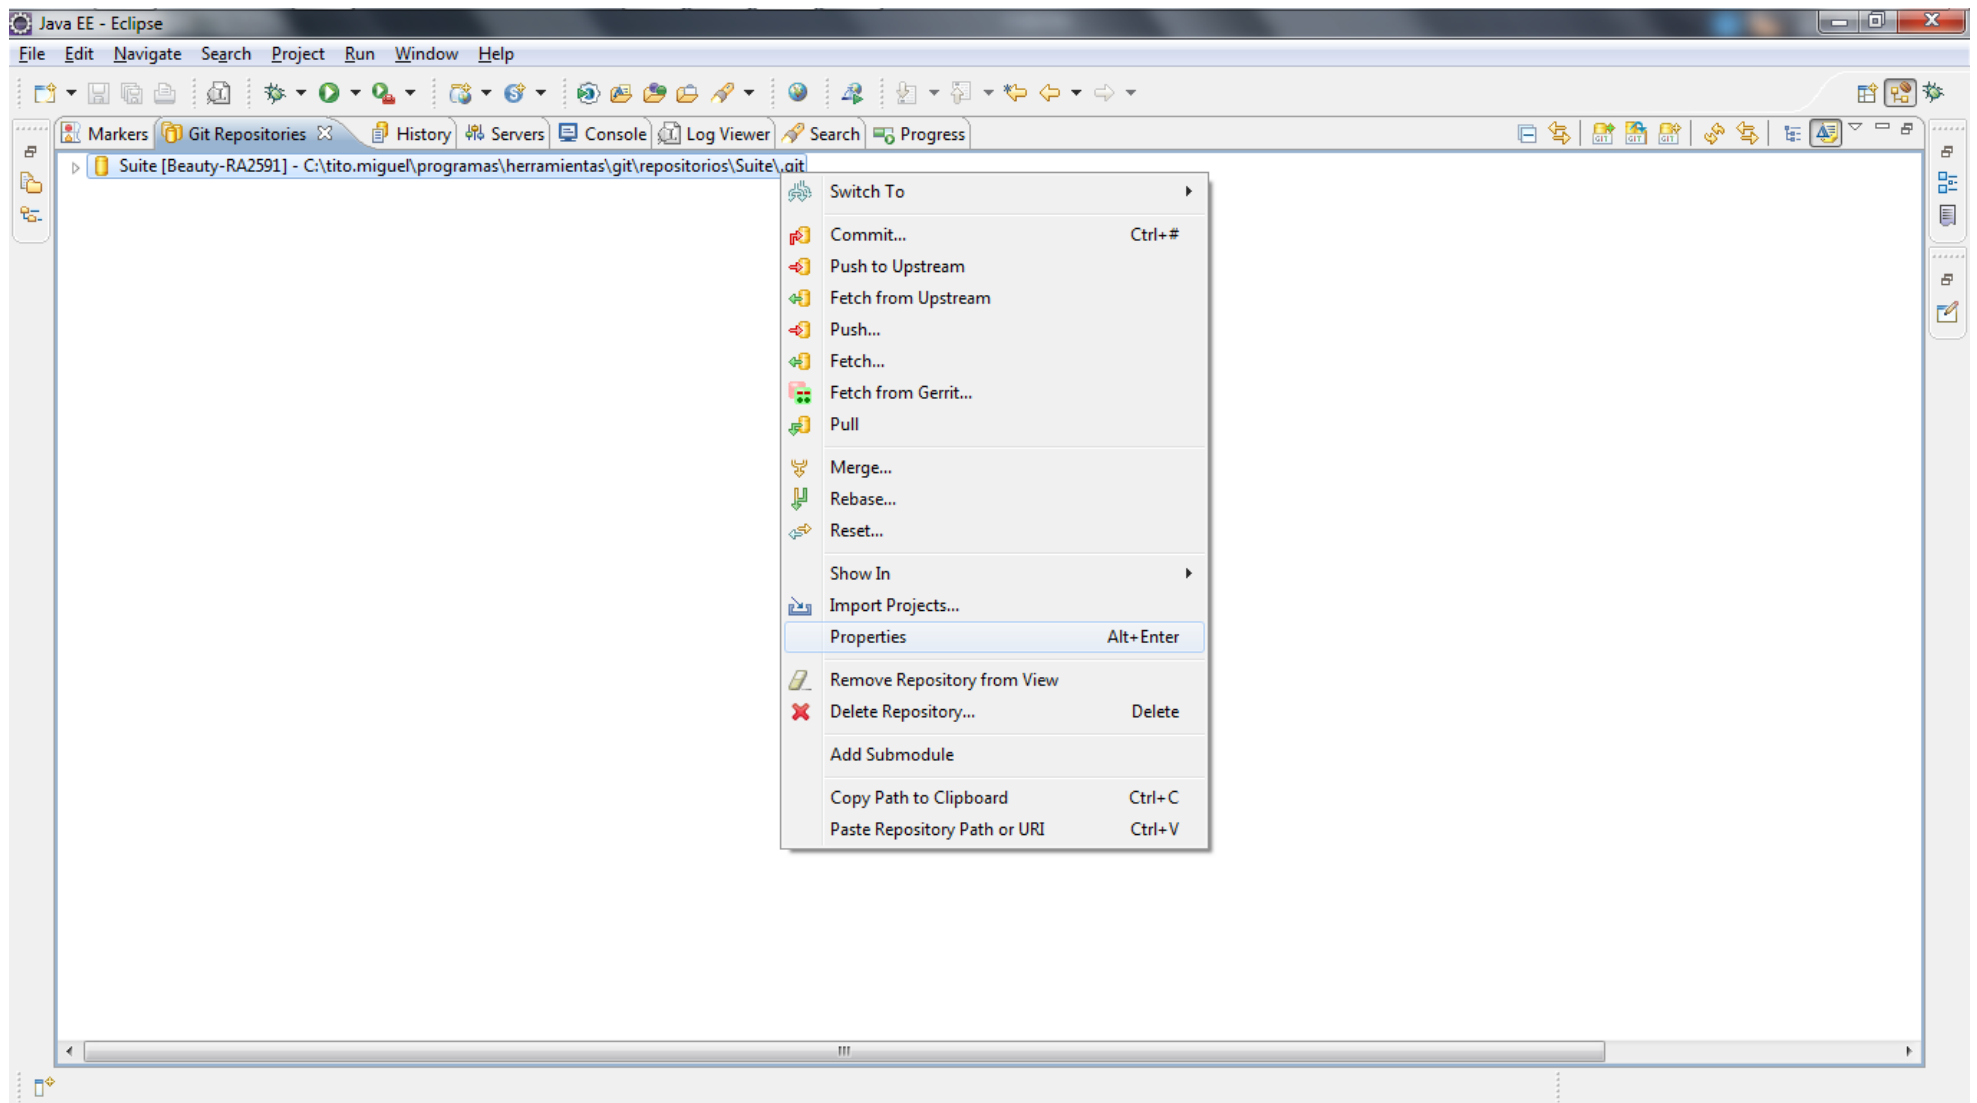 Java EE - Eclipse
File Edit Navigate Search Project Run Window Help
Markers Git Repositories History Servers Console Log Viewer Search Progress
GIT GIT GIT
Suite [Beauty-RA2591] - C:\tito.miguel\programas\herramientas\git\repositorios\Suite\.git
Switch To
Commit... Ctrl+#
Push to Upstream
Fetch from Upstream
Push...
Fetch...
Fetch from Gerrit...
Pull
Merge...
Rebase...
Reset...
Show In
Import Projects...
Properties Alt+Enter
Remove Repository from View
Delete Repository... Delete
Add Submodule
Copy Path to Clipboard Ctrl+C
Paste Repository Path or URI Ctrl+V